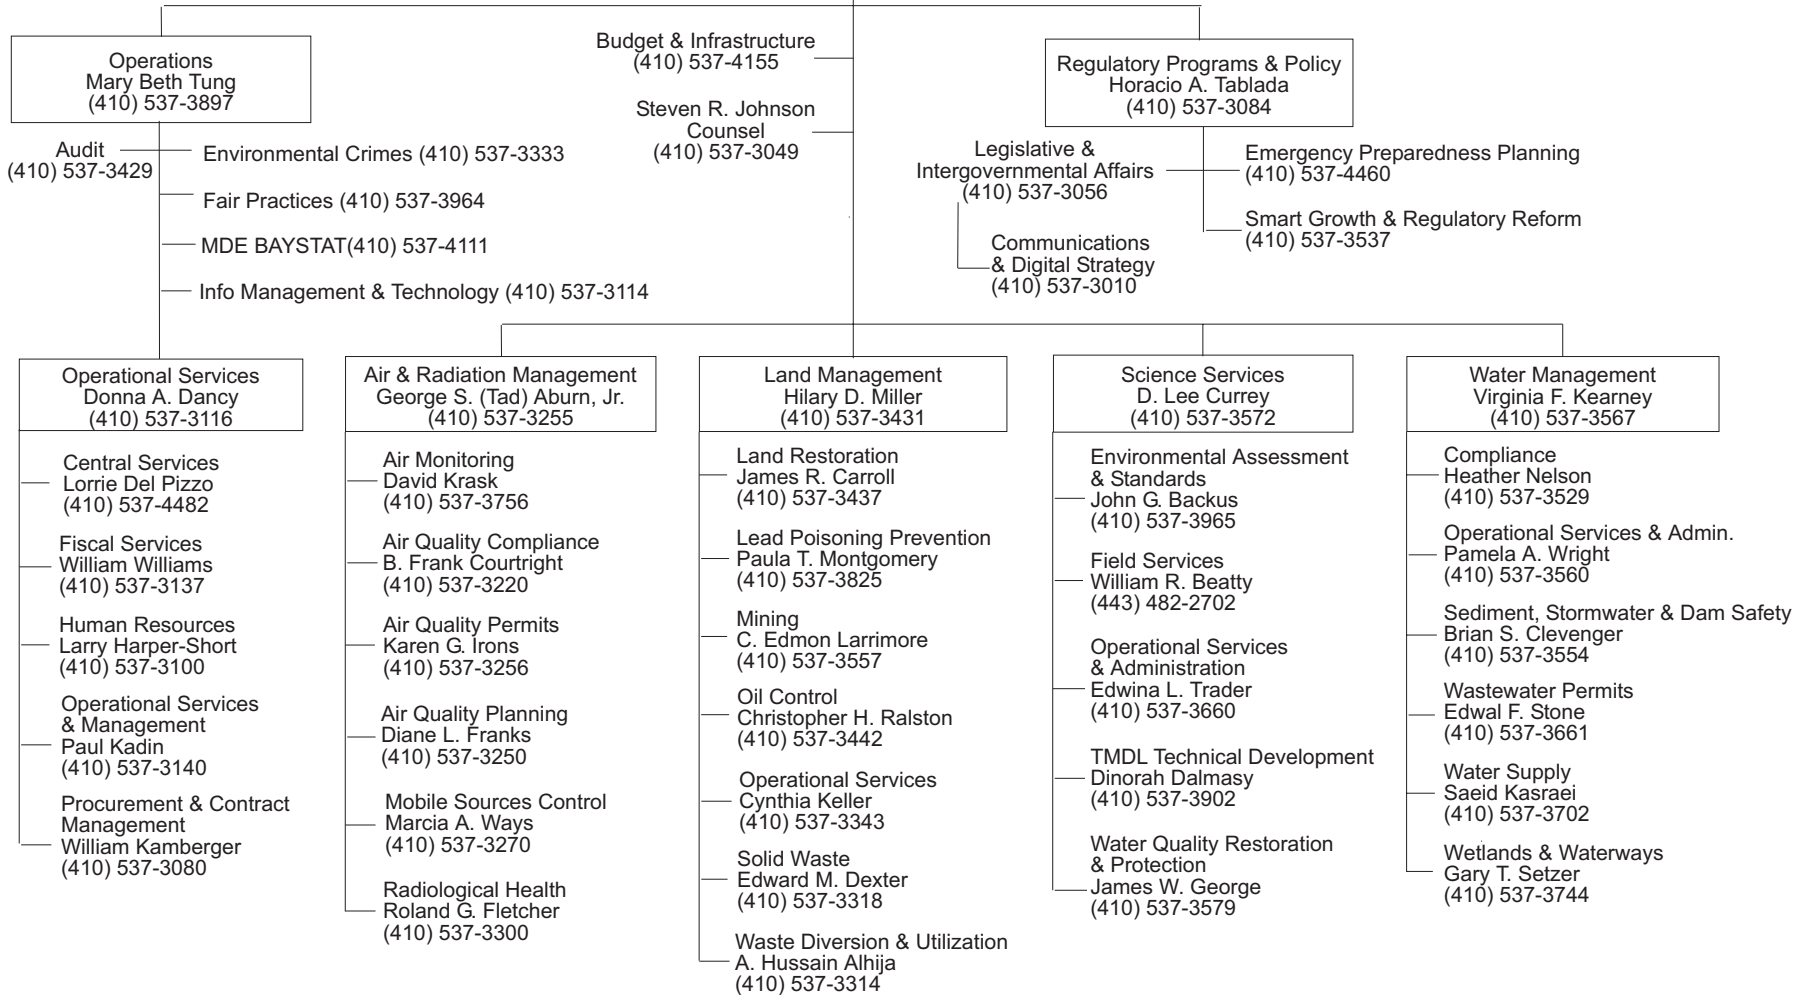 Operations
Mary Beth Tung
(410) 537-3897
Audit
(410) 537-3429
Environmental Crimes (410) 537-3333
Fair Practices (410) 537-3964
MDE BAYSTAT(410) 537-4111
Info Management & Technology (410) 537-3114
Budget & Infrastructure
(410) 537-4155
Steven R. Johnson
Counsel
(410) 537-3049
Regulatory Programs & Policy
Horacio A. Tablada
(410) 537-3084
Legislative &
Intergovernmental Affairs
(410) 537-3056
Communications
& Digital Strategy
(410) 537-3010
Emergency Preparedness Planning
(410) 537-4460
Smart Growth & Regulatory Reform
(410) 537-3537
Operational Services
Donna A. Dancy
(410) 537-3116
Central Services
Lorrie Del Pizzo
(410) 537-4482
Fiscal Services
William Williams
(410) 537-3137
Human Resources
Larry Harper-Short
(410) 537-3100
Operational Services
& Management
Paul Kadin
(410) 537-3140
Procurement & Contract
Management
William Kamberger
(410) 537-3080
Air & Radiation Management
George S. (Tad) Aburn, Jr.
(410) 537-3255
Air Monitoring
David Krask
(410) 537-3756
Air Quality Compliance
B. Frank Courtright
(410) 537-3220
Air Quality Permits
Karen G. Irons
(410) 537-3256
Air Quality Planning
Diane L. Franks
(410) 537-3250
Mobile Sources Control
Marcia A. Ways
(410) 537-3270
Radiological Health
Roland G. Fletcher
(410) 537-3300
Land Management
Hilary D. Miller
(410) 537-3431
Land Restoration
James R. Carroll
(410) 537-3437
Lead Poisoning Prevention
Paula T. Montgomery
(410) 537-3825
Mining
C. Edmon Larrimore
(410) 537-3557
Oil Control
Christopher H. Ralston
(410) 537-3442
Operational Services
Cynthia Keller
(410) 537-3343
Solid Waste
Edward M. Dexter
(410) 537-3318
Waste Diversion & Utilization
A. Hussain Alhija
(410) 537-3314
Science Services
D. Lee Currey
(410) 537-3572
Environmental Assessment
& Standards
John G. Backus
(410) 537-3965
Field Services
William R. Beatty
(443) 482-2702
Operational Services
& Administration
Edwina L. Trader
(410) 537-3660
TMDL Technical Development
Dinorah Dalmasy
(410) 537-3902
Water Quality Restoration
& Protection
James W. George
(410) 537-3579
Water Management
Virginia F. Kearney
(410) 537-3567
Compliance
Heather Nelson
(410) 537-3529
Operational Services & Admin.
Pamela A. Wright
(410) 537-3560
Sediment, Stormwater & Dam Safety
Brian S. Clevenger
(410) 537-3554
Wastewater Permits
Edwal F. Stone
(410) 537-3661
Water Supply
Saeid Kasraei
(410) 537-3702
Wetlands & Waterways
Gary T. Setzer
(410) 537-3744